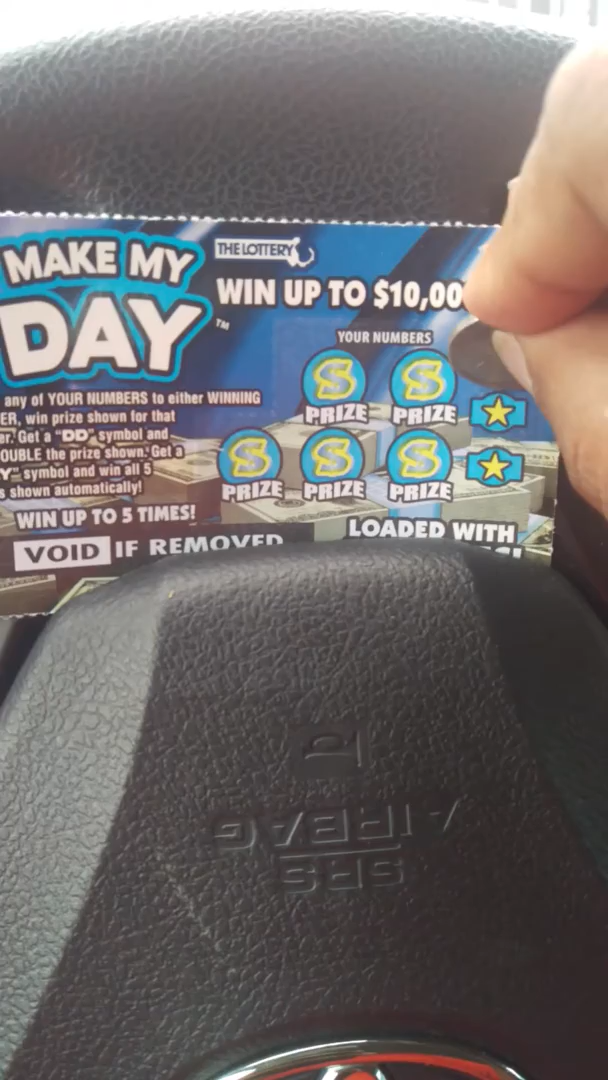 MAKE MY
DAY™
THE LOTTERY
WIN UP TO $10,00
YOUR NUMBERS
S S
PRIZE PRIZE
S S S
PRIZE PRIZE PRIZE
any of YOUR NUMBERS to either WINNING
ER, win prize shown for that
er. Get a "DD" symbol and
OUBLE the prize shown. Get a
Y" symbol and win all 5
s shown automatically!
WIN UP TO 5 TIMES!
VOID IF REMOVED
LOADED WITH
SRS
AIRBAG